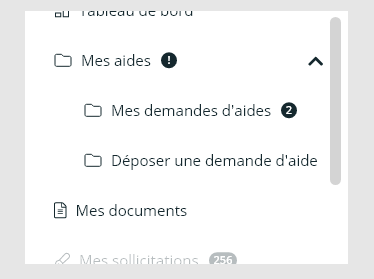 Tableau de bord
Mes aides !
Mes demandes d'aides 2
Déposer une demande d'aide
Mes documents
Mes sollicitations 256